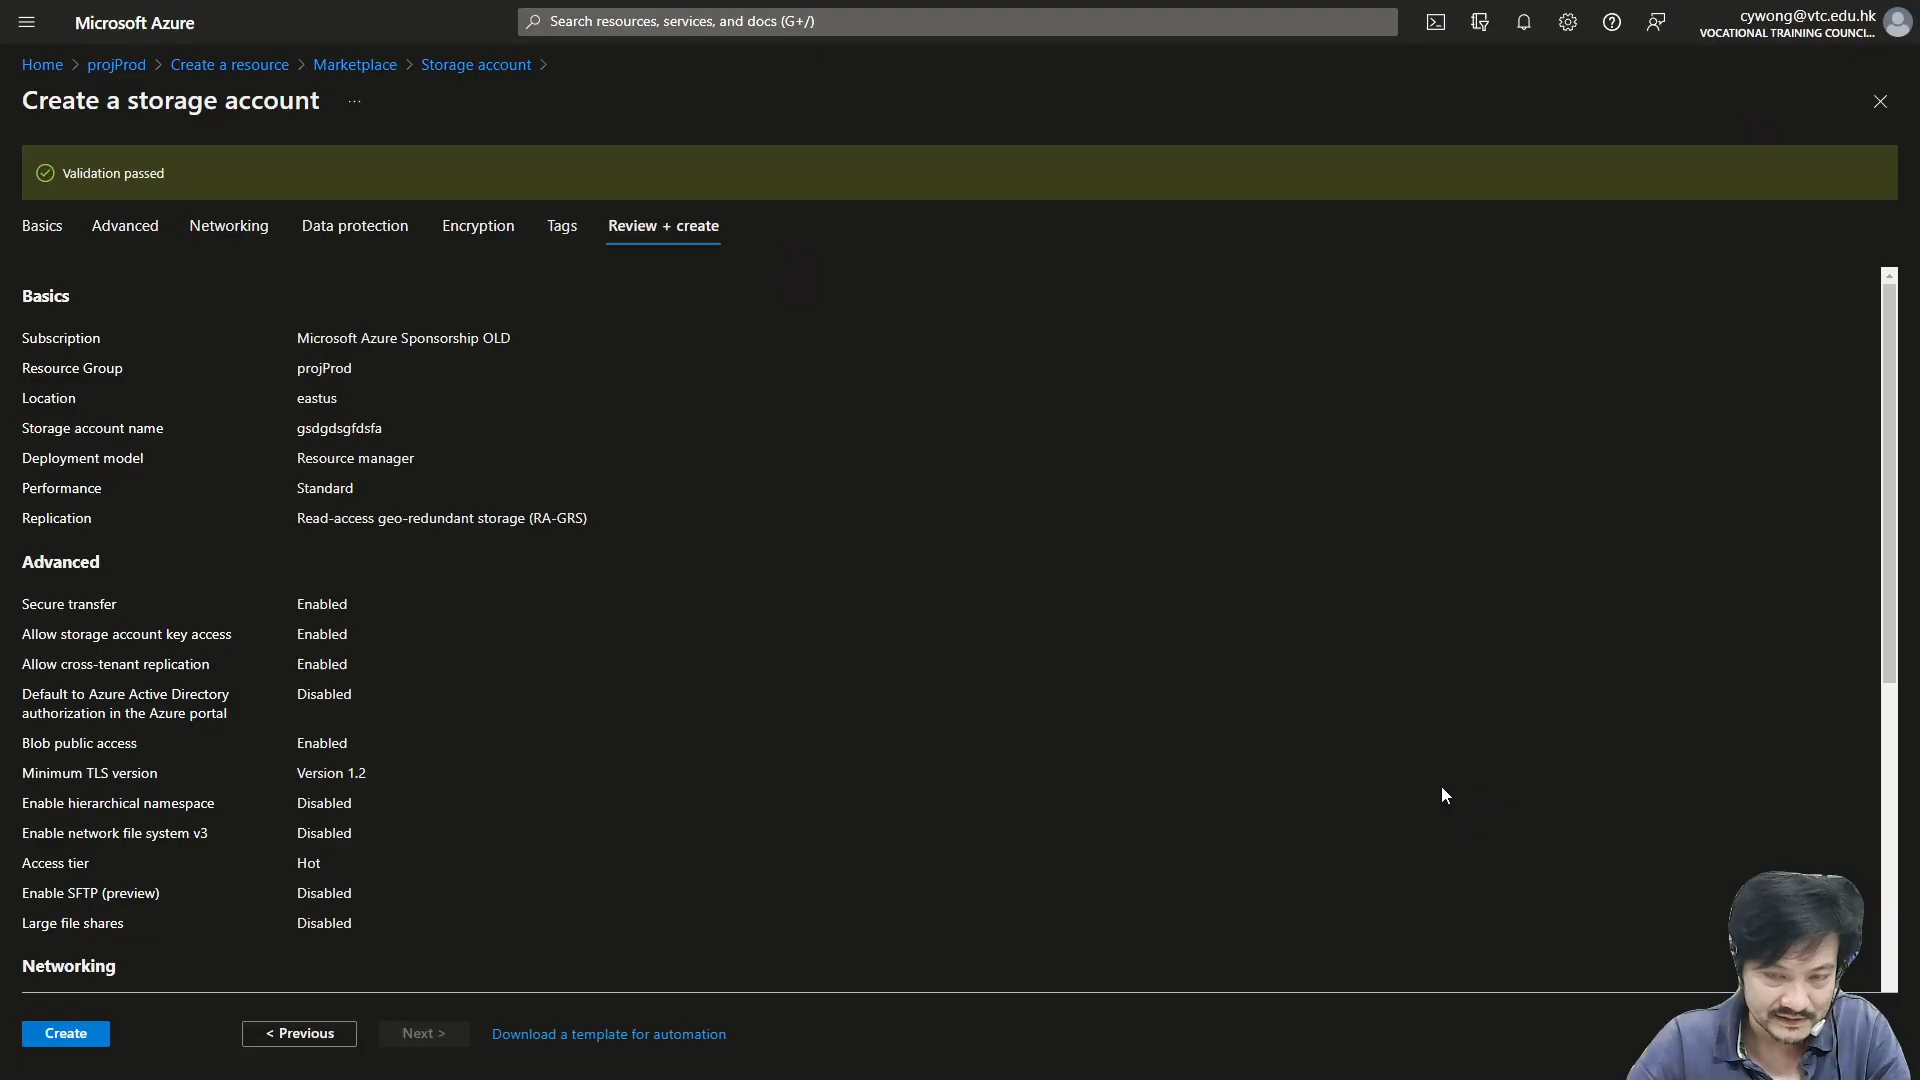 Microsoft Azure
Search resources, services, and docs (G+/)
cywong@vtc.edu.hk
VOCATIONAL TRAINING COUNCI...
Home > projProd > Create a resource > Marketplace > Storage account >
Create a storage account ...
Validation passed
Basics Advanced Networking Data protection Encryption Tags Review + create
Basics
Subscription Microsoft Azure Sponsorship OLD
Resource Group projProd
Location eastus
Storage account name gsdgdsgfdsfa
Deployment model Resource manager
Performance Standard
Replication Read-access geo-redundant storage (RA-GRS)
Advanced
Secure transfer Enabled
Allow storage account key access Enabled
Allow cross-tenant replication Enabled
Default to Azure Active Directory Disabled
authorization in the Azure portal
Blob public access Enabled
Minimum TLS version Version 1.2
Enable hierarchical namespace Disabled
Enable network file system v3 Disabled
Access tier Hot
Enable SFTP (preview) Disabled
Large file shares Disabled
Networking
Create < Previous Next > Download a template for automation